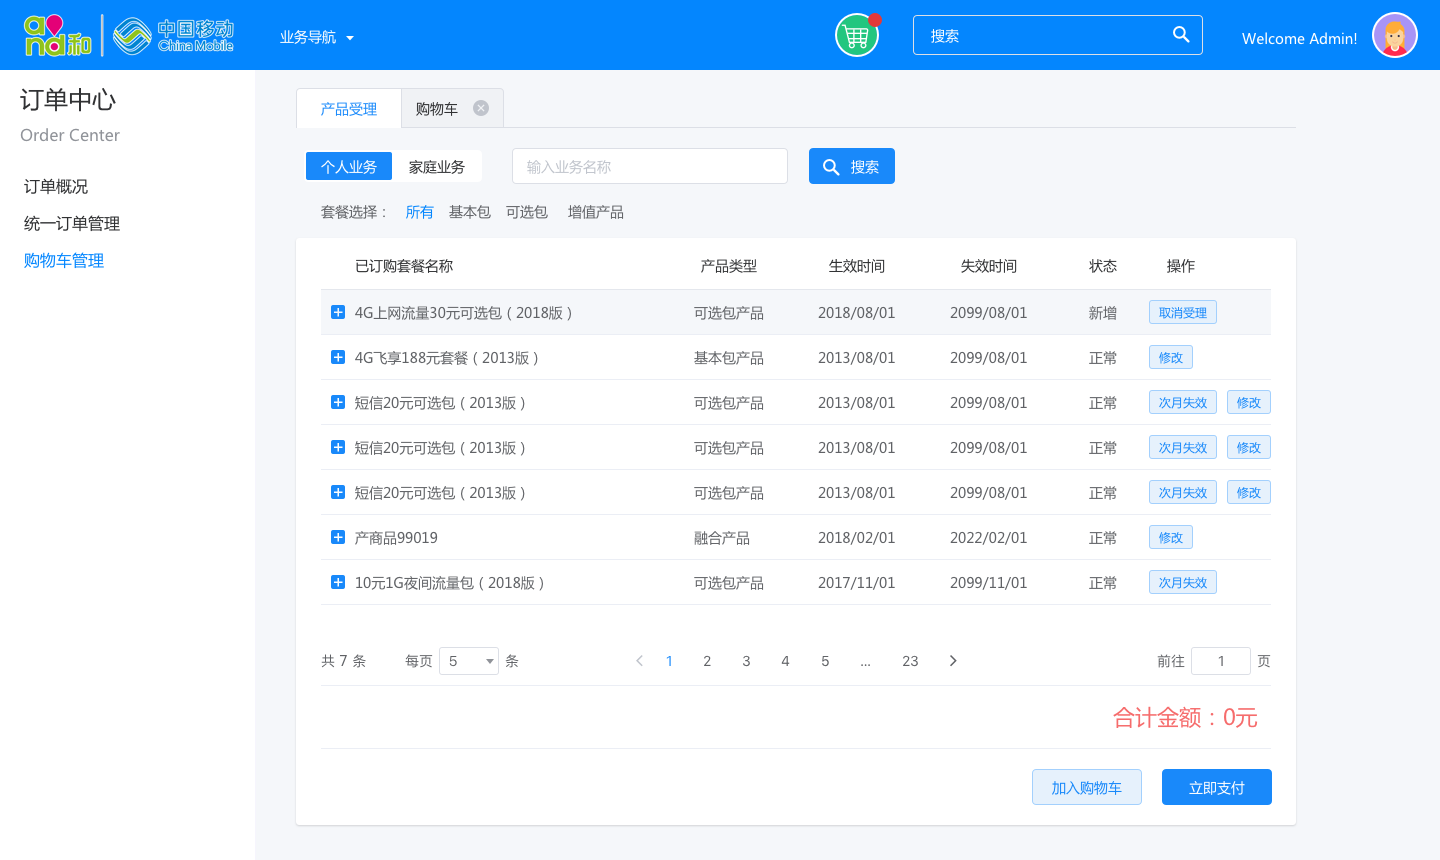 and和 中国移动 China Mobile 业务导航 搜索 Welcome Admin!
订单中心
Order Center
订单概况
统一订单管理
购物车管理
产品受理 购物车
个人业务 家庭业务 输入业务名称 搜索
套餐选择： 所有 基本包 可选包 增值产品
已订购套餐名称 产品类型 生效时间 失效时间 状态 操作
4G上网流量30元可选包（2018版） 可选包产品 2018/08/01 2099/08/01 新增 取消受理
4G飞享188元套餐（2013版） 基本包产品 2013/08/01 2099/08/01 正常 修改
短信20元可选包（2013版） 可选包产品 2013/08/01 2099/08/01 正常 次月失效 修改
短信20元可选包（2013版） 可选包产品 2013/08/01 2099/08/01 正常 次月失效 修改
短信20元可选包（2013版） 可选包产品 2013/08/01 2099/08/01 正常 次月失效 修改
产商品99019 融合产品 2018/02/01 2022/02/01 正常 修改
10元1G夜间流量包（2018版） 可选包产品 2017/11/01 2099/11/01 正常 次月失效
共 7 条 每页 5 条 1 2 3 4 5 ... 23 前往 1 页
合计金额：0元
加入购物车 立即支付